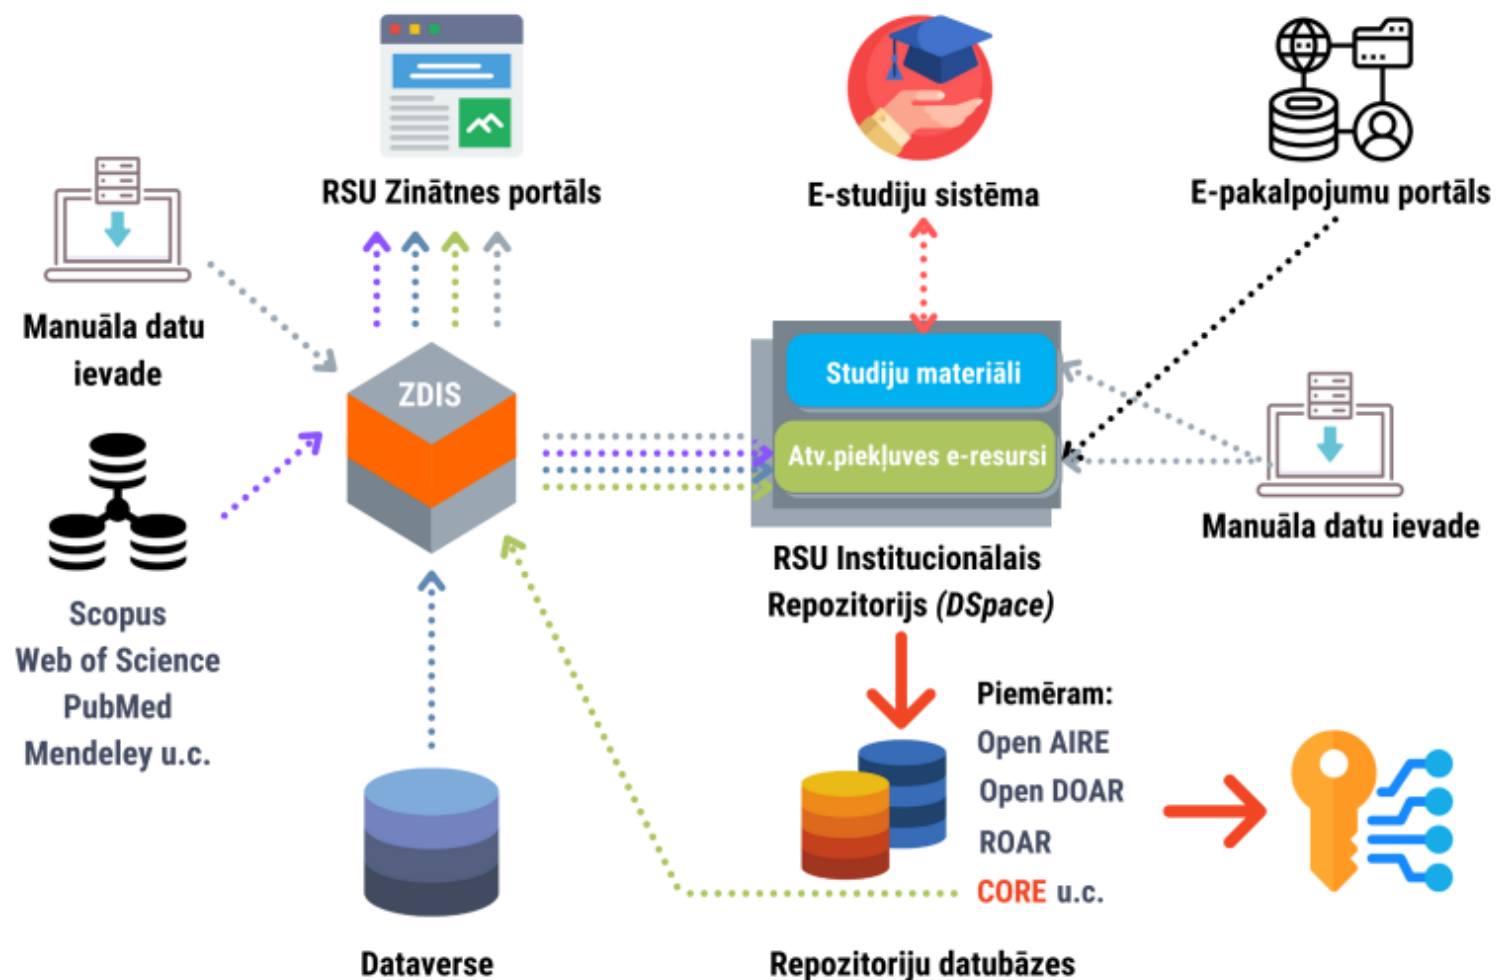 RSU Zinātnes portāls
E-studiju sistēma
E-pakalpojumu portāls
Manuāla datu
ievade
ZDIS
Studiju materiāli
Atv.piekļuves e-resursi
Manuāla datu ievade
RSU Institucionālais
Repozitorijs (DSpace)
Scopus
Web of Science
PubMed
Mendeley u.c.
Piemēram:
Open AIRE
Open DOAR
ROAR
CORE u.c.
Dataverse
Repozitoriju datubāzes